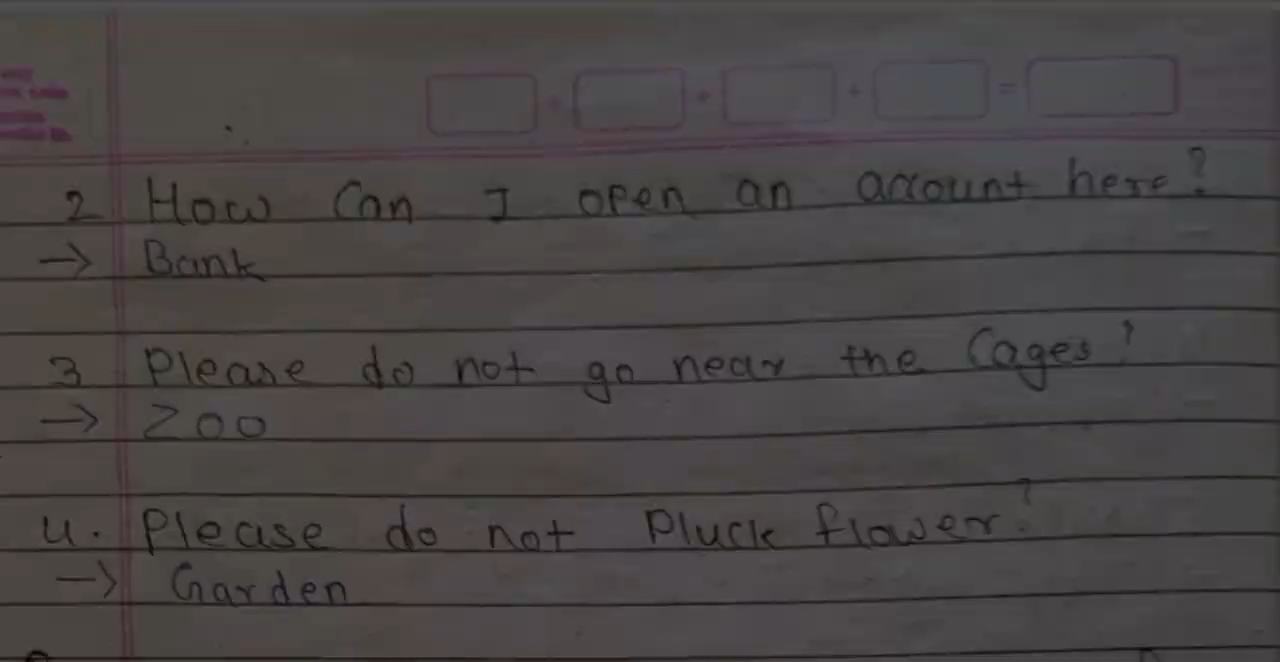 2 How Can I open an account here?
→ Bank
3 Please do not go near the Cages?
→ Zoo
4. Please do not Pluck flower?
→ Garden